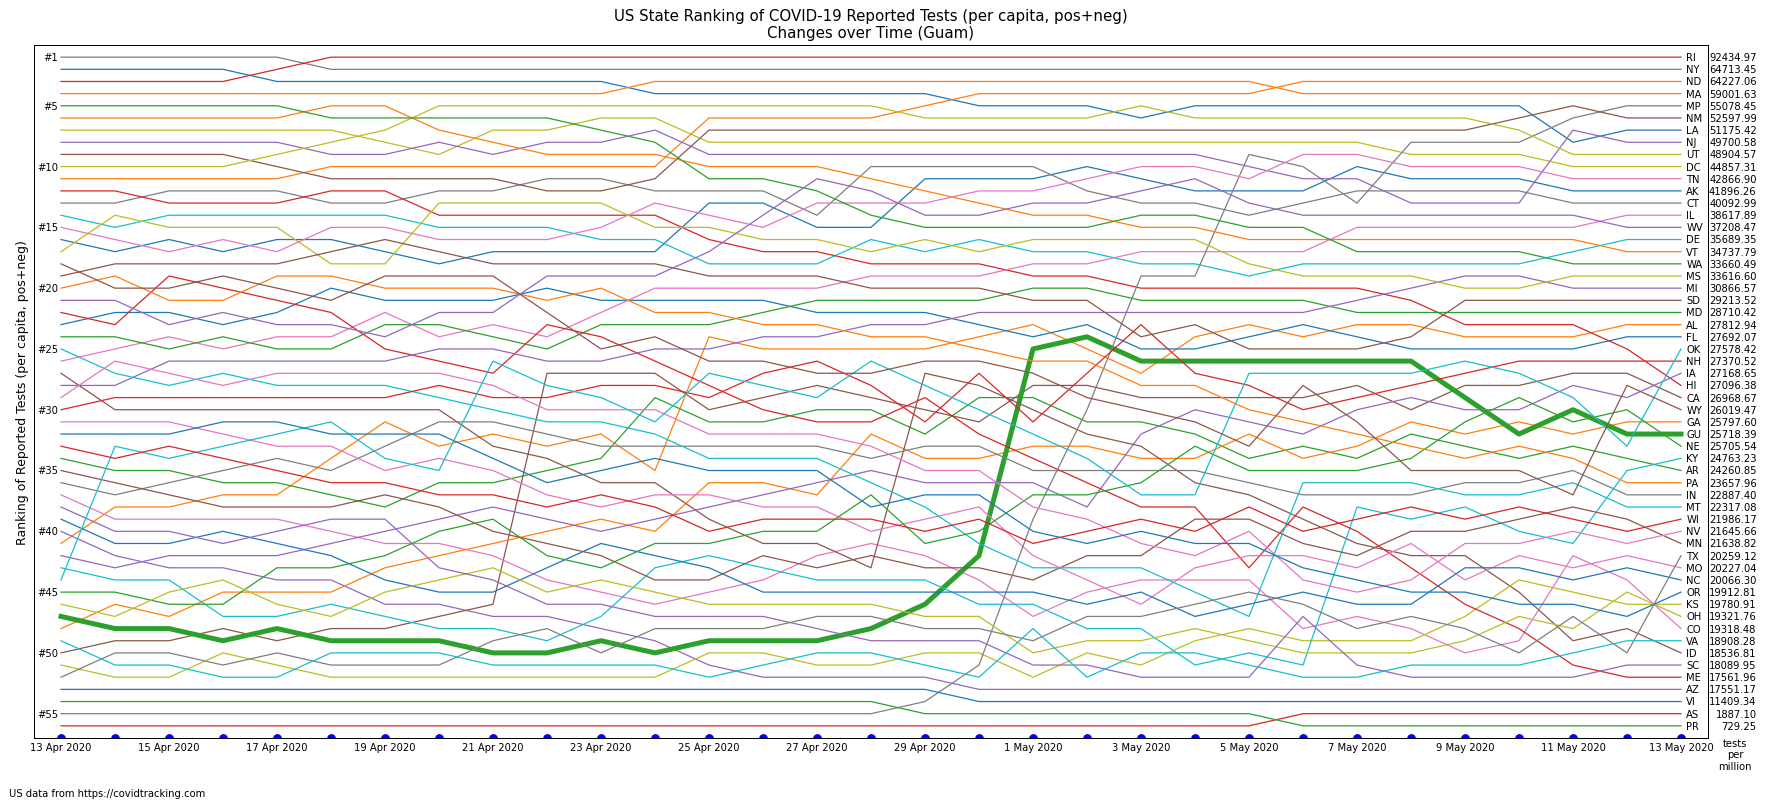 US State Ranking of COVID-19 Reported Tests (per capita, pos+neg)
Changes over Time (Guam)
Ranking of Reported Tests (per capita, pos+neg)
#1
#5
#10
#15
#20
#25
#30
#35
#40
#45
#50
#55
RI 92434.97
NY 64713.45
ND 64227.06
MA 59001.63
MP 55078.45
NM 52597.99
LA 51175.42
NJ 49700.58
UT 48904.57
DC 44857.31
TN 42866.90
AK 41896.26
CT 40092.99
IL 38617.89
WV 37208.47
DE 35689.35
VT 34737.79
WA 33660.49
MS 33616.60
MI 30866.57
SD 29213.52
MD 28710.42
AL 27812.94
FL 27692.07
OK 27578.42
NH 27370.52
IA 27168.65
HI 27096.38
CA 26968.67
WY 26019.47
GA 25797.60
GU 25718.39
NE 25705.54
KY 24763.23
AR 24260.85
PA 23657.96
IN 22887.40
MT 22317.08
WI 21986.17
NV 21645.66
MN 21638.82
TX 20259.12
MO 20227.04
NC 20066.30
OR 19912.81
KS 19780.91
OH 19321.76
CO 19318.48
VA 18908.28
ID 18536.81
SC 18089.95
ME 17561.96
AZ 17551.17
VI 11409.34
AS 1887.10
PR 729.25
13 Apr 2020 15 Apr 2020 17 Apr 2020 19 Apr 2020 21 Apr 2020 23 Apr 2020 25 Apr 2020 27 Apr 2020 29 Apr 2020 1 May 2020 3 May 2020 5 May 2020 7 May 2020 9 May 2020 11 May 2020 13 May 2020
tests
per
million
US data from https://covidtracking.com